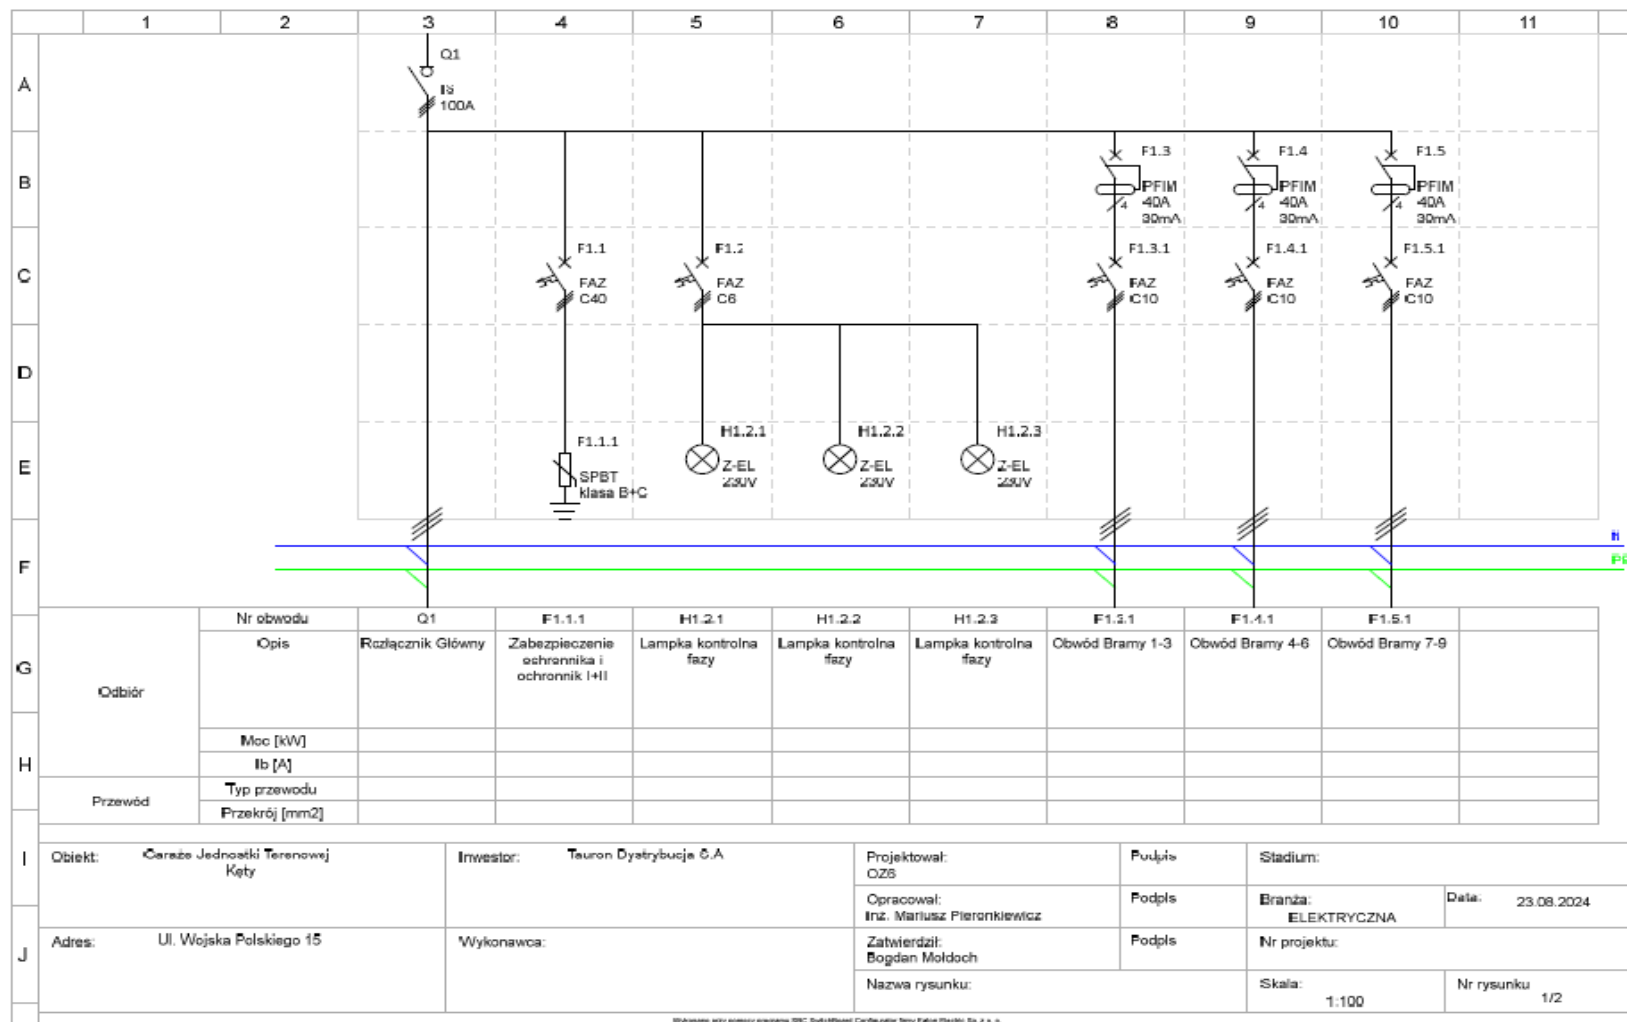 1 2 3 4 5 6 7 8 9 10 11
A
Q1
IS
100A
B
F1.3 F1.4 F1.5
PFIM PFIM PFIM
40A 40A 40A
4 30mA 4 30mA 4 30mA
C
F1.1 F1.2 F1.3.1 F1.4.1 F1.5.1
FAZ FAZ FAZ FAZ FAZ
C40 C6 C10 C10 C10
D
E
F1.1.1 H1.2.1 H1.2.2 H1.2.3
SPBT Z-EL Z-EL Z-EL
klasa B+C 230V 230V 230V
F
N
PE
Nr obwodu Q1 F1.1.1 H1.2.1 H1.2.2 H1.2.3 F1.3.1 F1.4.1 F1.5.1
G
Odbiór
Opis Rozłącznik Główny Zabezpieczenie Lampka kontrolna Lampka kontrolna Lampka kontrolna Obwód Bramy 1-3 Obwód Bramy 4-6 Obwód Bramy 7-9
ochronnika i fazy fazy fazy
ochronnik I+II
Moc [kW]
H
Ib [A]
Przewód
Typ przewodu
Przekrój [mm2]
I
Obiekt: Garaże Jednostki Terenowej
Kęty
Inwestor: Tauron Dystrybucja S.A
Projektował: Podpis
OZ6
Stadium:
Opracował: Podpis
Inż. Mariusz Pieronkiewicz
Branża:
ELEKTRYCZNA
Data: 23.08.2024
J
Adres: Ul. Wojska Polskiego 15
Wykonawca:
Zatwierdził: Podpis
Bogdan Mołdoch
Nr projektu:
Nazwa rysunku:
Skala:
1:100
Nr rysunku
1/2